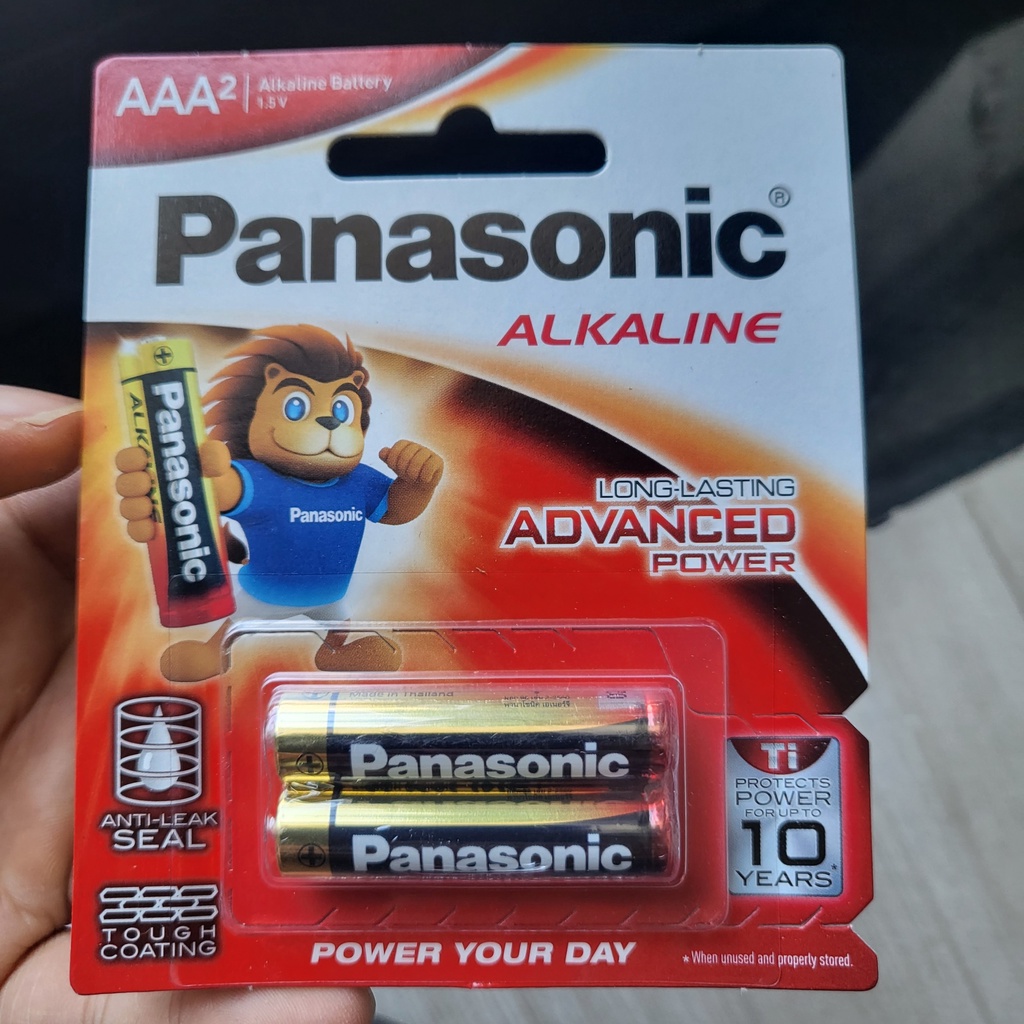 AAA2 | Alkaline Battery
1.5 V
Panasonic®
ALKALINE
Panasonic
ALKALINE
Panasonic
LONG-LASTING
ADVANCED
POWER
Made in Thailand
Panasonic
Panasonic
ANTI-LEAK
SEAL
TOUGH
COATING
Ti
PROTECTS
POWER
FOR UP TO
10
YEARS*
POWER YOUR DAY
* When unused and properly stored.